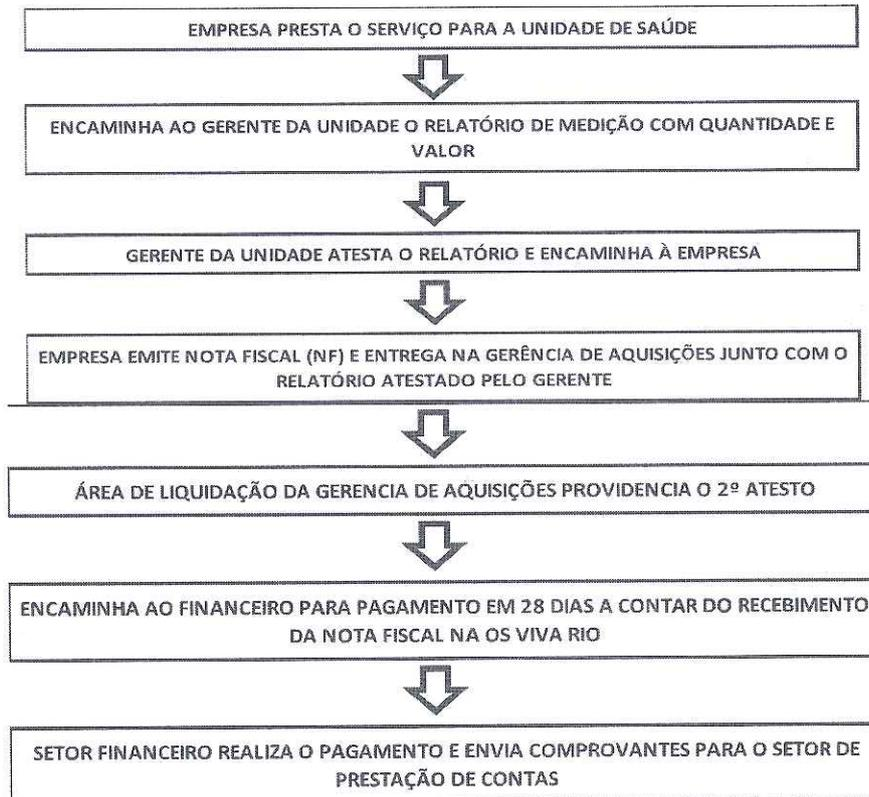 EMPRESA PRESTA O SERVIÇO PARA A UNIDADE DE SAÚDE
ENCAMINHA AO GERENTE DA UNIDADE O RELATÓRIO DE MEDIÇÃO COM QUANTIDADE E
VALOR
GERENTE DA UNIDADE ATESTA O RELATÓRIO E ENCAMINHA À EMPRESA
EMPRESA EMITE NOTA FISCAL (NF) E ENTREGA NA GERÊNCIA DE AQUISIÇÕES JUNTO COM O
RELATÓRIO ATESTADO PELO GERENTE
ÁREA DE LIQUIDAÇÃO DA GERENCIA DE AQUISIÇÕES PROVIDENCIA O 2º ATESTO
ENCAMINHA AO FINANCEIRO PARA PAGAMENTO EM 28 DIAS A CONTAR DO RECEBIMENTO
DA NOTA FISCAL NA OS VIVA RIO
SETOR FINANCEIRO REALIZA O PAGAMENTO E ENVIA COMPROVANTES PARA O SETOR DE
PRESTAÇÃO DE CONTAS